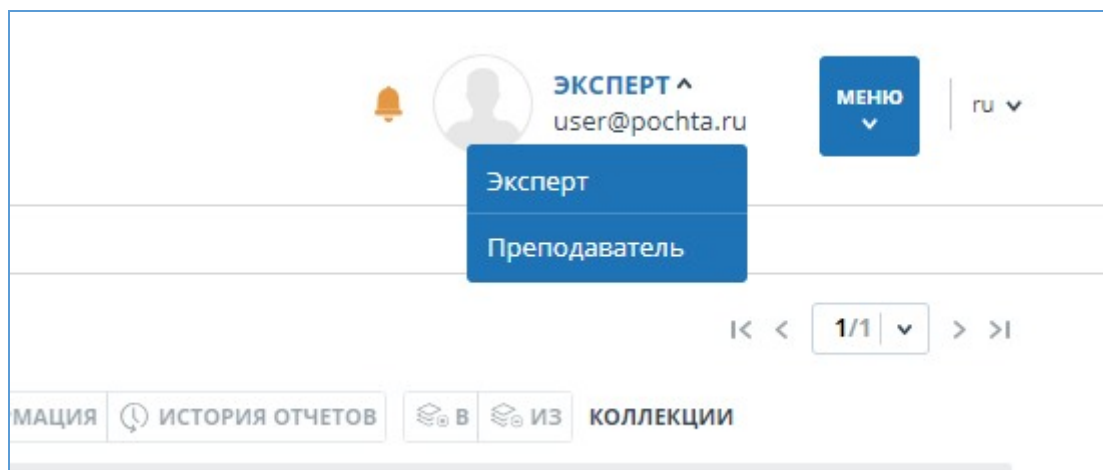 ЭКСПЕРТ
user@pochta.ru
МЕНЮ
ru
Эксперт
Преподаватель
1/1
МАЦИЯ ИСТОРИЯ ОТЧЕТОВ В ИЗ КОЛЛЕКЦИИ